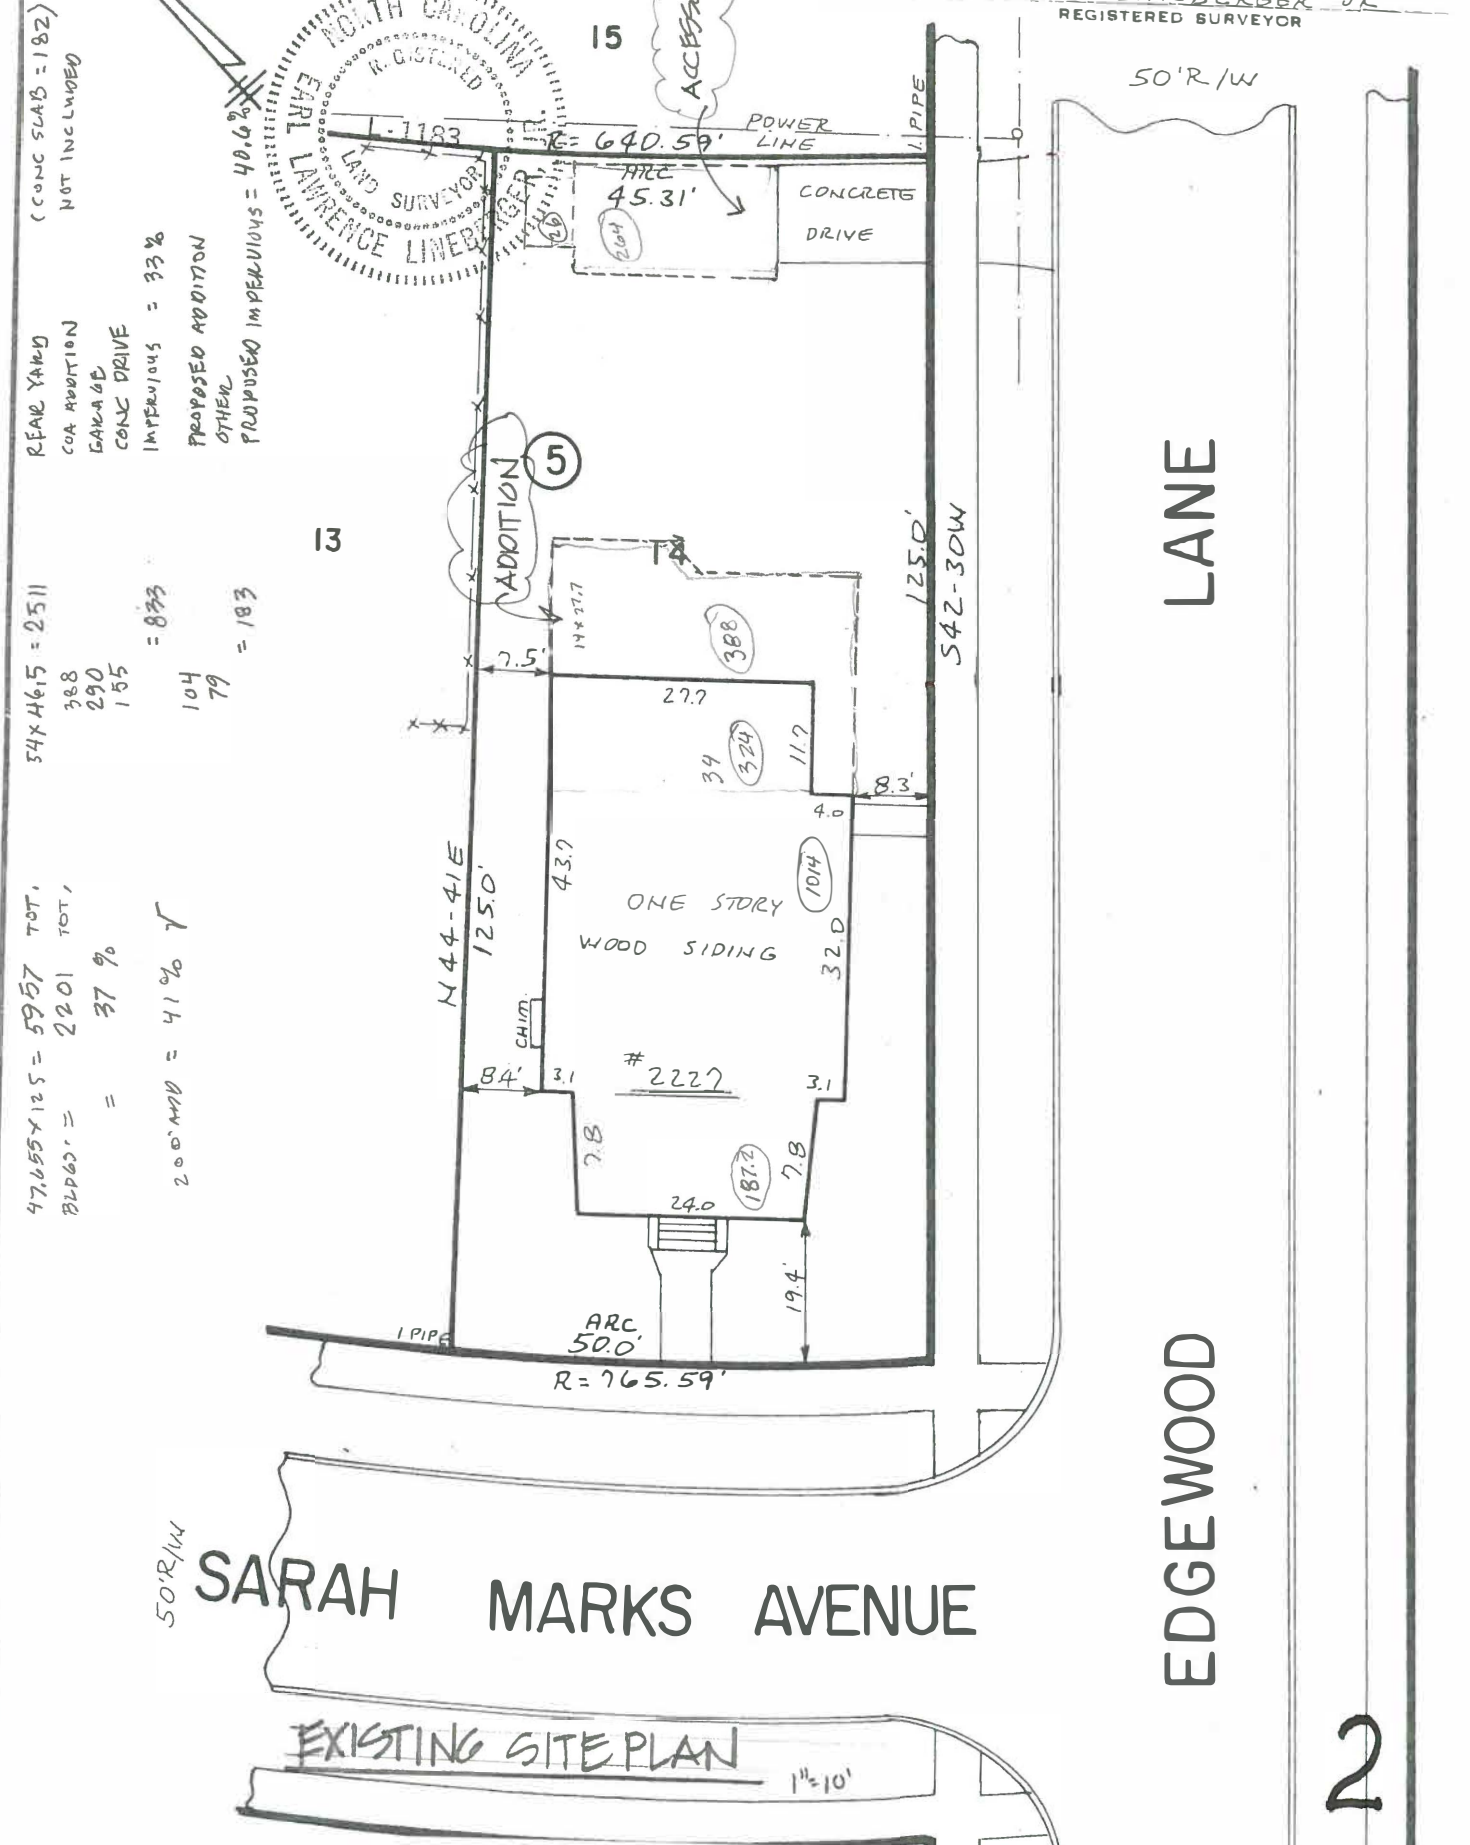 REGISTERED SURVEYOR
15
ACCESS
50'R/W
NORTH CAROLINA
REGISTERED
L-1183
LAND SURVEYOR
EARL LAWRENCE LINEBERGER,
R= 640.59'
POWER
LINE
I PIPE
ARC
45.31'
CONCRETE
DRIVE
26
264
(CONC SLAB = 182)
NOT INCLUDED
REAR YARD 54x46.5 = 2511
COA ADDITION 388
GARAGE 290
CONC DRIVE 155
IMPERVIOUS = 33% = 833
PROPOSED ADDITION 104
OTHER 79
= 183
PROPOSED IMPERVIOUS = 40.6%
5
ADDITION
13
14 x 27.7
388
7.5'
27.7
11.7
324
34
4.0
8.3'
125.0'
S42-30W
LANE
43.7
1014
ONE STORY
WOOD SIDING
32.0
N44-41E
125.0'
CHIM.
# 2227
8.4'
3.1
3.1
7.8
7.8
187.2
24.0
19.4'
47.655 x 125 = 5957 TOT.
BLDGS. = 2201 TOT.
= 37 %
200' ADD = 41%
I PIPE
ARC
50.0'
R= 765.59'
EDGEWOOD
50'R/W
SARAH MARKS AVENUE
EXISTING SITE PLAN
1"=10'
2